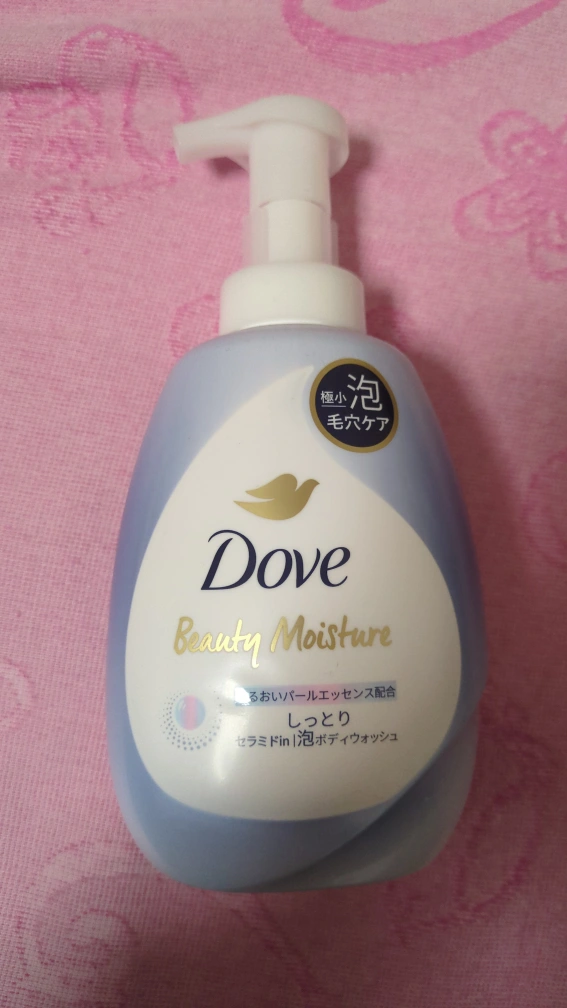 極小 泡
毛穴ケア
Dove
Beauty Moisture
うるおいパールエッセンス配合
しっとり
セラミドin|泡ボディウォッシュ